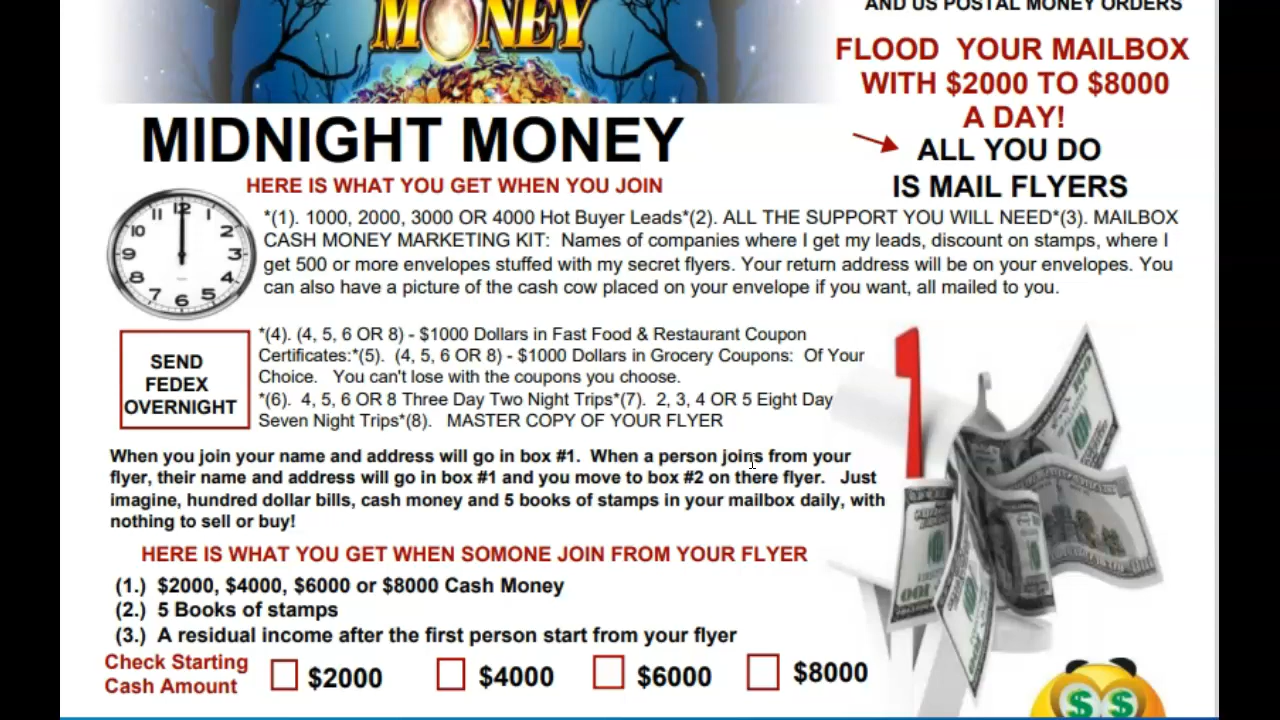 MONEY
AND US POSTAL MONEY ORDERS
FLOOD YOUR MAILBOX
WITH $2000 TO $8000
A DAY!
ALL YOU DO
IS MAIL FLYERS
MIDNIGHT MONEY
HERE IS WHAT YOU GET WHEN YOU JOIN
12 1 2 3 4 5 6 7 8 9 10 11
*(1). 1000, 2000, 3000 OR 4000 Hot Buyer Leads*(2). ALL THE SUPPORT YOU WILL NEED*(3). MAILBOX
CASH MONEY MARKETING KIT: Names of companies where I get my leads, discount on stamps, where I
get 500 or more envelopes stuffed with my secret flyers. Your return address will be on your envelopes. You
can also have a picture of the cash cow placed on your envelope if you want, all mailed to you.
SEND
FEDEX
OVERNIGHT
*(4). (4, 5, 6 OR 8) - $1000 Dollars in Fast Food & Restaurant Coupon
Certificates:*(5). (4, 5, 6 OR 8) - $1000 Dollars in Grocery Coupons: Of Your
Choice. You can't lose with the coupons you choose.
*(6). 4, 5, 6 OR 8 Three Day Two Night Trips*(7). 2, 3, 4 OR 5 Eight Day
Seven Night Trips*(8). MASTER COPY OF YOUR FLYER
When you join your name and address will go in box #1. When a person joins from your
flyer, their name and address will go in box #1 and you move to box #2 on there flyer. Just
imagine, hundred dollar bills, cash money and 5 books of stamps in your mailbox daily, with
nothing to sell or buy!
HERE IS WHAT YOU GET WHEN SOMONE JOIN FROM YOUR FLYER
(1.) $2000, $4000, $6000 or $8000 Cash Money
(2.) 5 Books of stamps
(3.) A residual income after the first person start from your flyer
Check Starting
Cash Amount
$2000
$4000
$6000
$8000
100
$ $